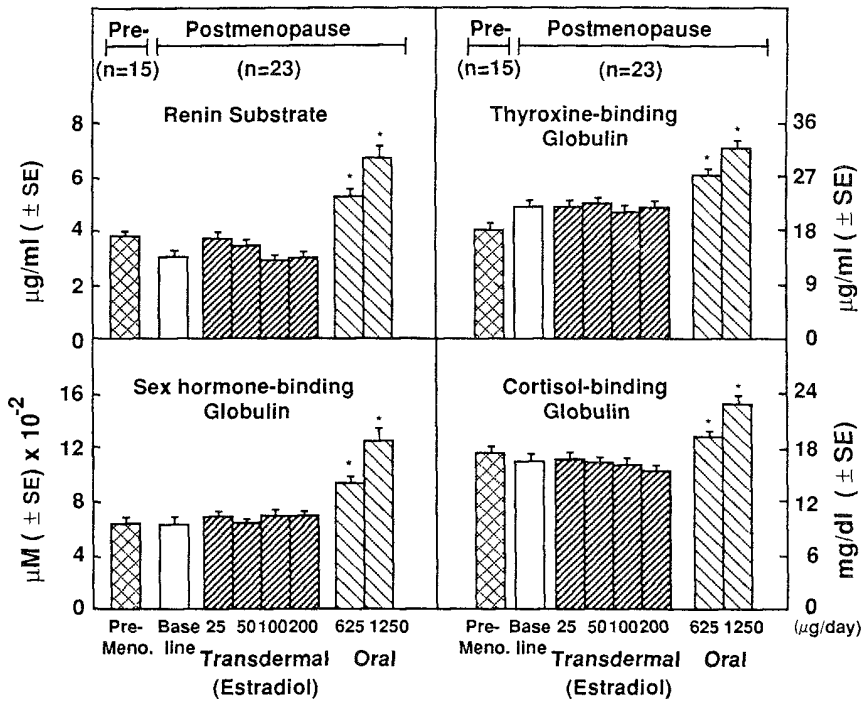 Pre- Postmenopause
(n=15) (n=23)
Renin Substrate
8
6
4
2
0
µg/ml ( ± SE)
*
*
Pre- Postmenopause
(n=15) (n=23)
Thyroxine-binding
Globulin
36
27
18
9
0
µg/ml ( ± SE)
*
*
Sex hormone-binding
Globulin
16
12
8
4
0
µM ( ± SE) x 10-2
*
*
Cortisol-binding
Globulin
24
18
12
6
0
mg/dl ( ± SE)
*
*
Pre- Base 25 50 100 200 625 1250
Meno. line Transdermal Oral
(Estradiol)
Pre- Base 25 50 100 200 625 1250 (µg/day)
Meno. line Transdermal Oral
(Estradiol)